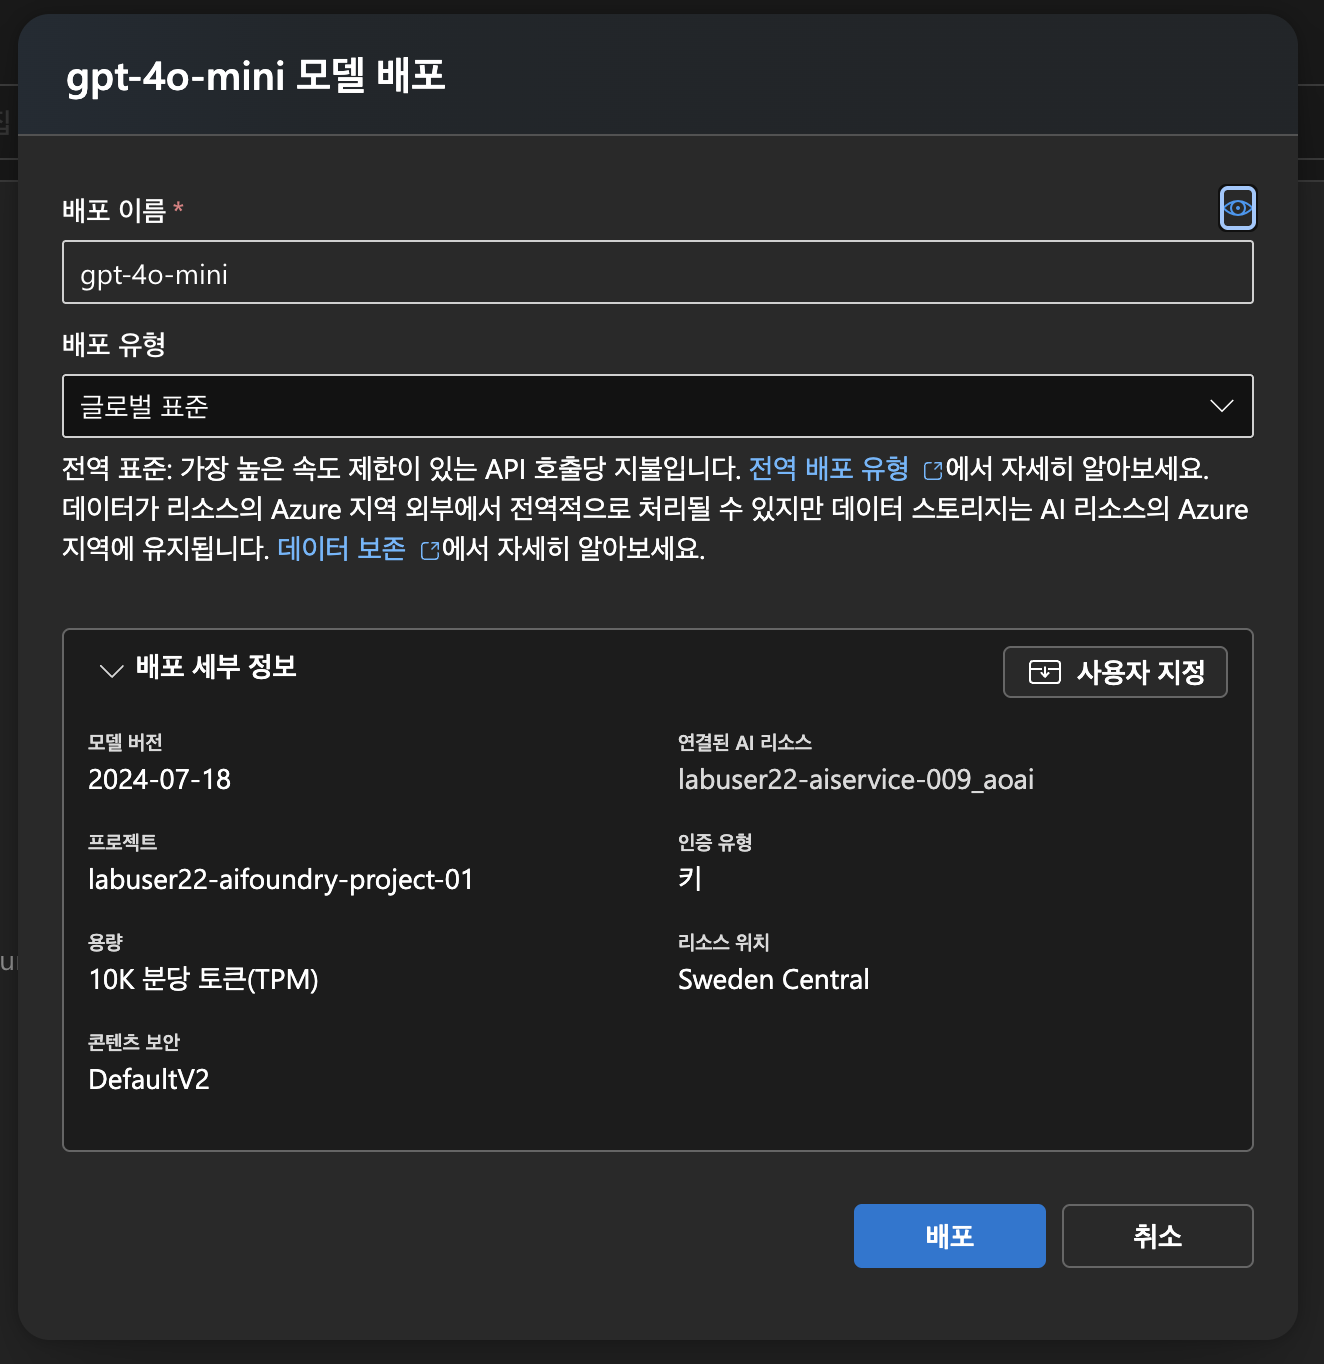 gpt-4o-mini 모델 배포
배포 이름 *
gpt-4o-mini
배포 유형
글로벌 표준
전역 표준: 가장 높은 속도 제한이 있는 API 호출당 지불입니다. 전역 배포 유형 에서 자세히 알아보세요.
데이터가 리소스의 Azure 지역 외부에서 전역적으로 처리될 수 있지만 데이터 스토리지는 AI 리소스의 Azure
지역에 유지됩니다. 데이터 보존 에서 자세히 알아보세요.
배포 세부 정보
사용자 지정
모델 버전
2024-07-18
연결된 AI 리소스
labuser22-aiservice-009_aoai
프로젝트
labuser22-aifoundry-project-01
인증 유형
키
용량
10K 분당 토큰(TPM)
리소스 위치
Sweden Central
콘텐츠 보안
DefaultV2
배포
취소